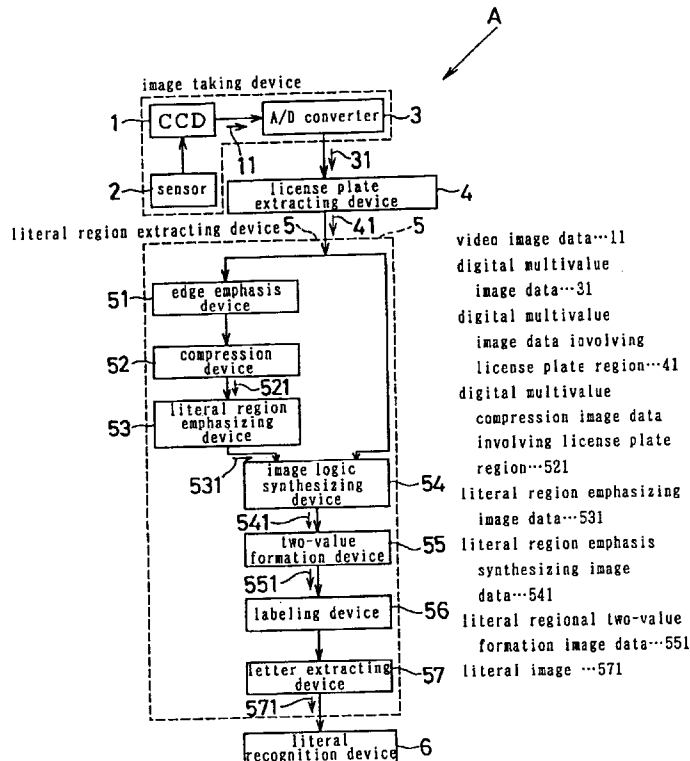 A
image taking device
1
CCD
A/D converter
3
11
31
2
sensor
license plate
extracting device
4
literal region extracting device
5
41
5
51
edge emphasis
device
52
compression
device
521
53
literal region
emphasizing
device
531
image logic
synthesizing
device
54
541
two-value
formation device
55
551
labeling device
56
letter extracting
device
57
571
literal
recognition device
6
video image data…11
digital multivalue
image data…31
digital multivalue
image data involving
license plate region…41
digital multivalue
compression image data
involving license plate
region…521
literal region emphasizing
image data…531
literal region emphasis
synthesizing image
data…541
literal regional two-value
formation image data…551
literal image …571